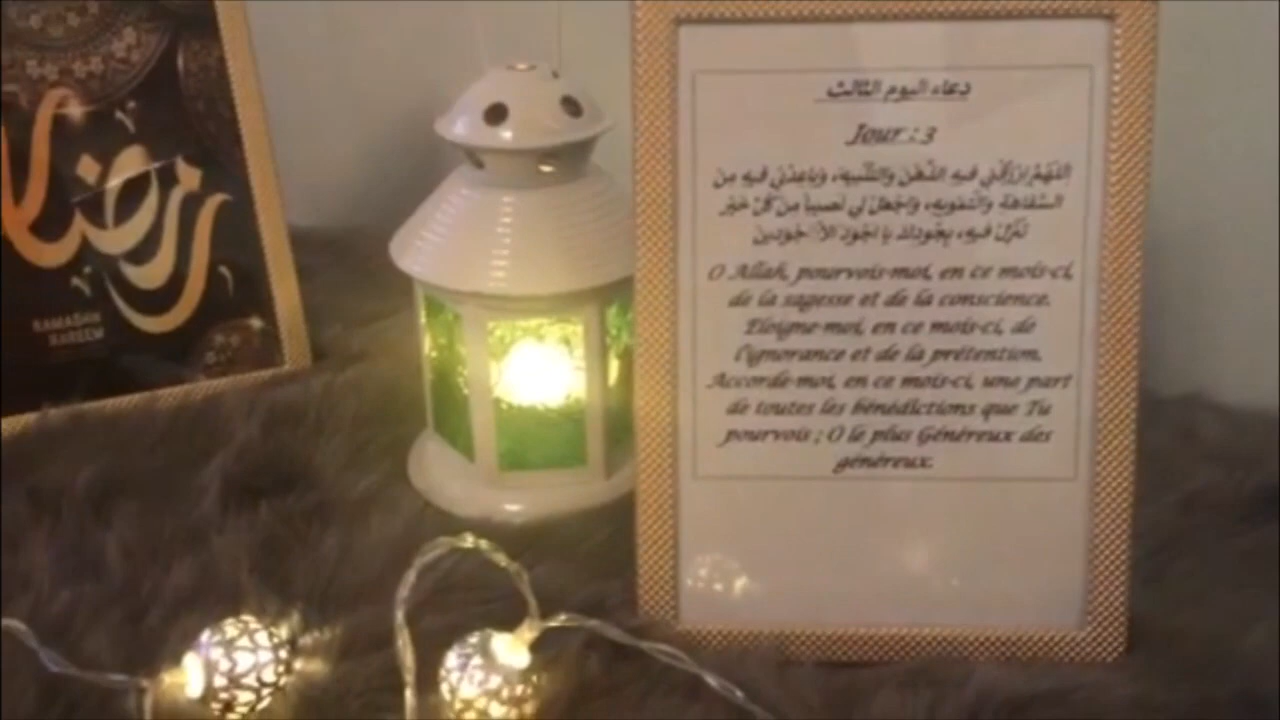 رمضان
RAMADAN
KAREEM
دعاء اليوم الثالث
Jour : 3
اللهم ارزقني فيه الذهن والتنبيه، وباعدني فيه من
السفاهة والتمويه، واجعل لي نصيباً من كل خير
تنزل فيه، بجودك يا أجود الأجودين
O Allah, pourvois-moi, en ce mois-ci,
de la sagesse et de la conscience.
Eloigne-moi, en ce mois-ci, de
l'ignorance et de la prétention.
Accorde-moi, en ce mois-ci, une part
de toutes les bénédictions que Tu
pourvois ; O le plus Généreux des
généreux.